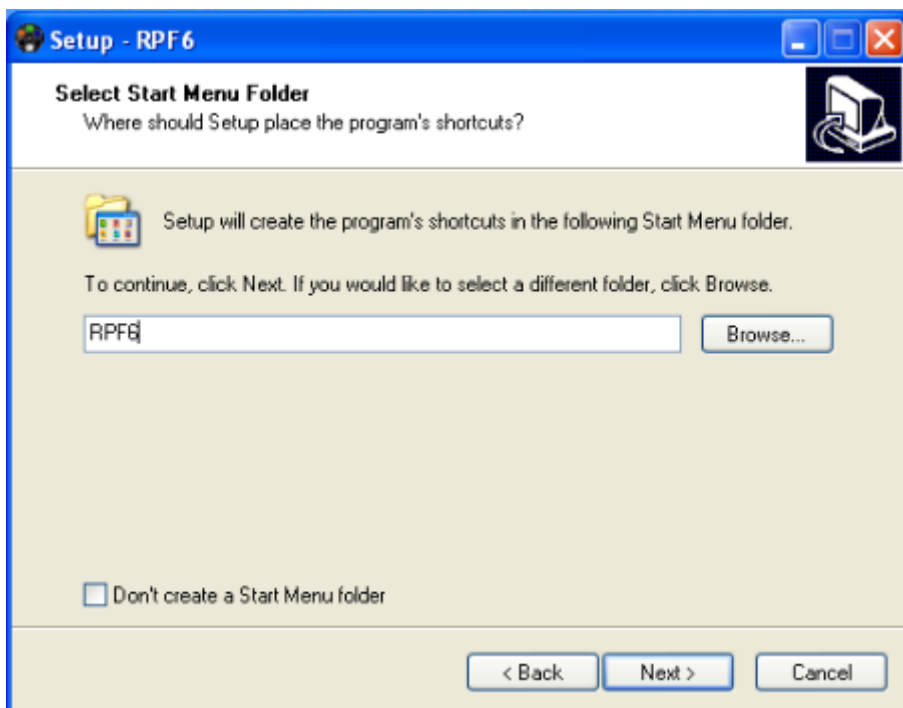 Setup - RPF6
Select Start Menu Folder
Where should Setup place the program's shortcuts?
Setup will create the program's shortcuts in the following Start Menu folder.
To continue, click Next. If you would like to select a different folder, click Browse.
RPF6
Browse...
Don't create a Start Menu folder
< Back
Next >
Cancel